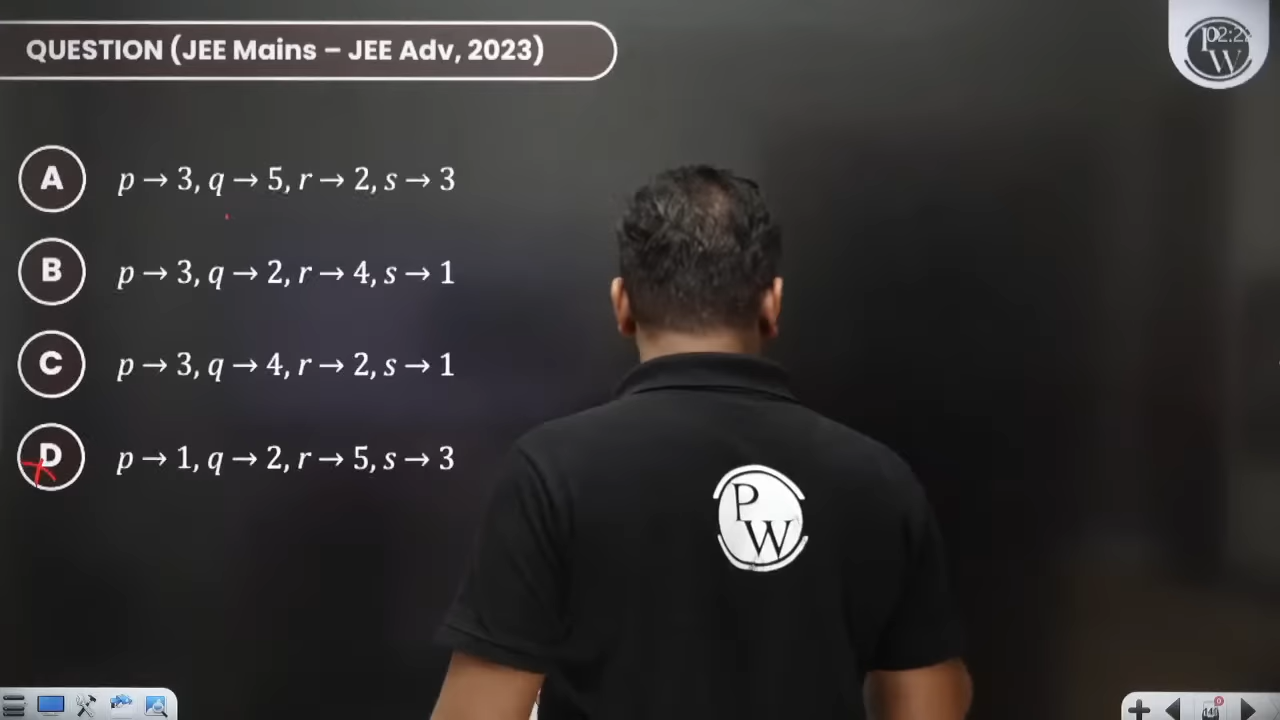 QUESTION (JEE Mains – JEE Adv, 2023)
A p → 3, q → 5, r → 2, s → 3
B p → 3, q → 2, r → 4, s → 1
C p → 3, q → 4, r → 2, s → 1
D p → 1, q → 2, r → 5, s → 3
PW
PW